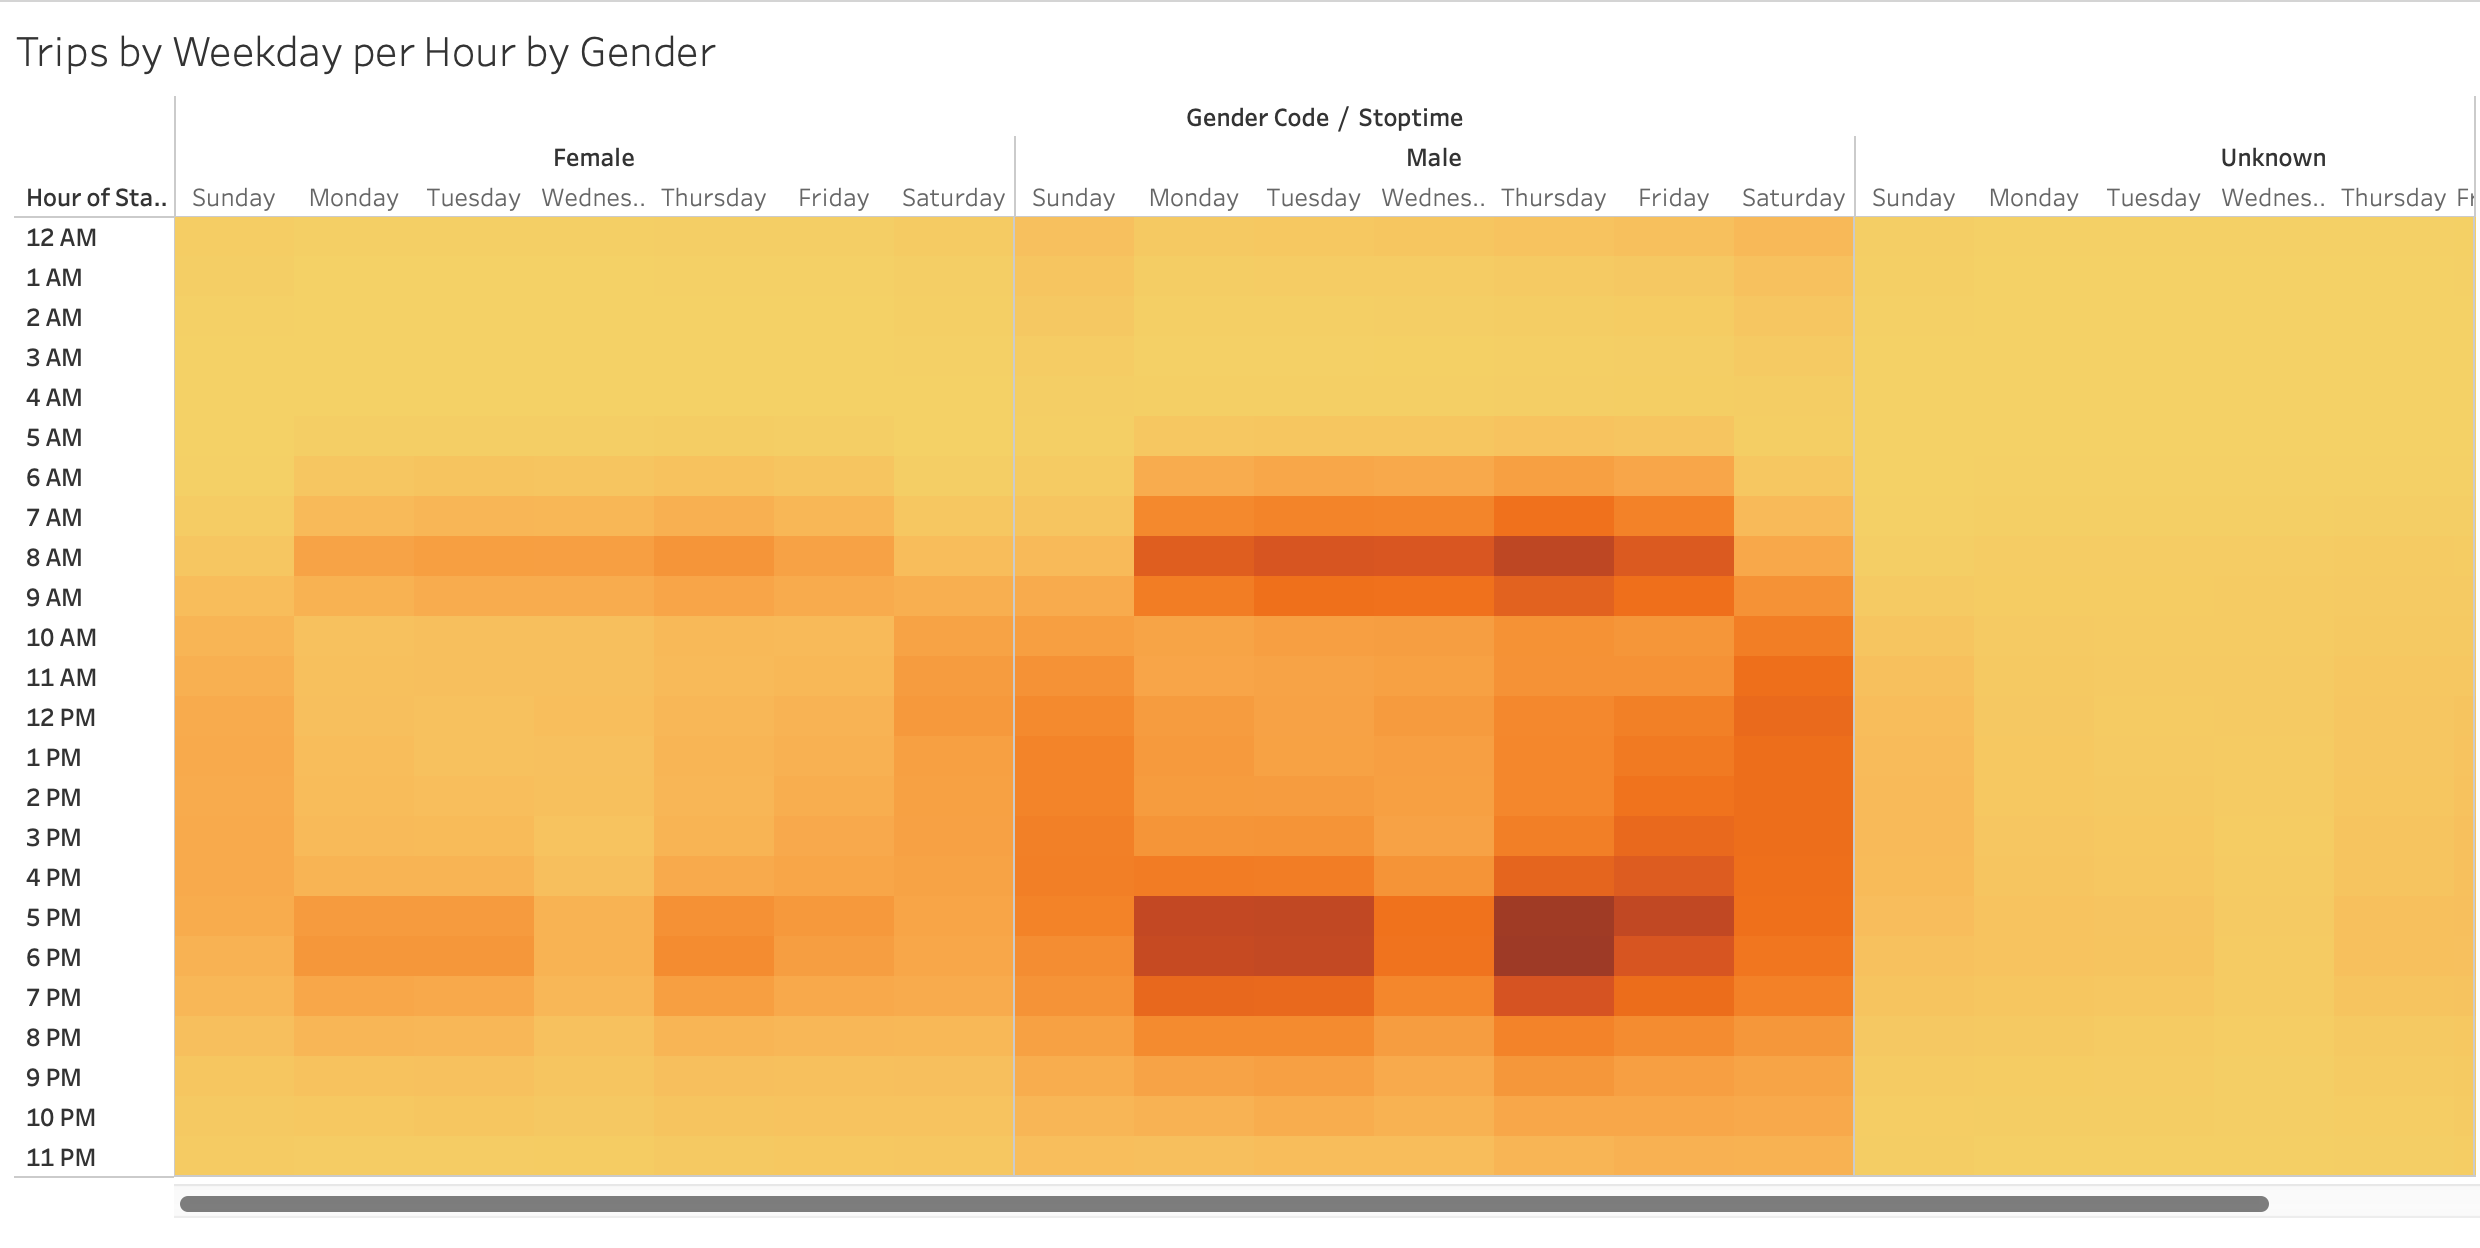 Trips by Weekday per Hour by Gender
Gender Code / Stoptime
Female Male Unknown
Hour of Sta.. Sunday Monday Tuesday Wednes.. Thursday Friday Saturday Sunday Monday Tuesday Wednes.. Thursday Friday Saturday Sunday Monday Tuesday Wednes.. Thursday Fr
12 AM
1 AM
2 AM
3 AM
4 AM
5 AM
6 AM
7 AM
8 AM
9 AM
10 AM
11 AM
12 PM
1 PM
2 PM
3 PM
4 PM
5 PM
6 PM
7 PM
8 PM
9 PM
10 PM
11 PM